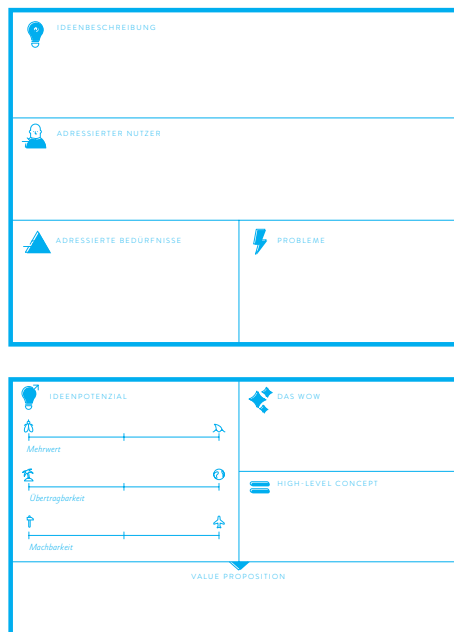 IDEENBESCHREIBUNG
ADRESSIERTER NUTZER
ADRESSIERTE BEDÜRFNISSE
PROBLEME
IDEENPOTENZIAL
DAS WOW
Mehrwert
HIGH-LEVEL CONCEPT
Übertragbarkeit
Machbarkeit
VALUE PROPOSITION